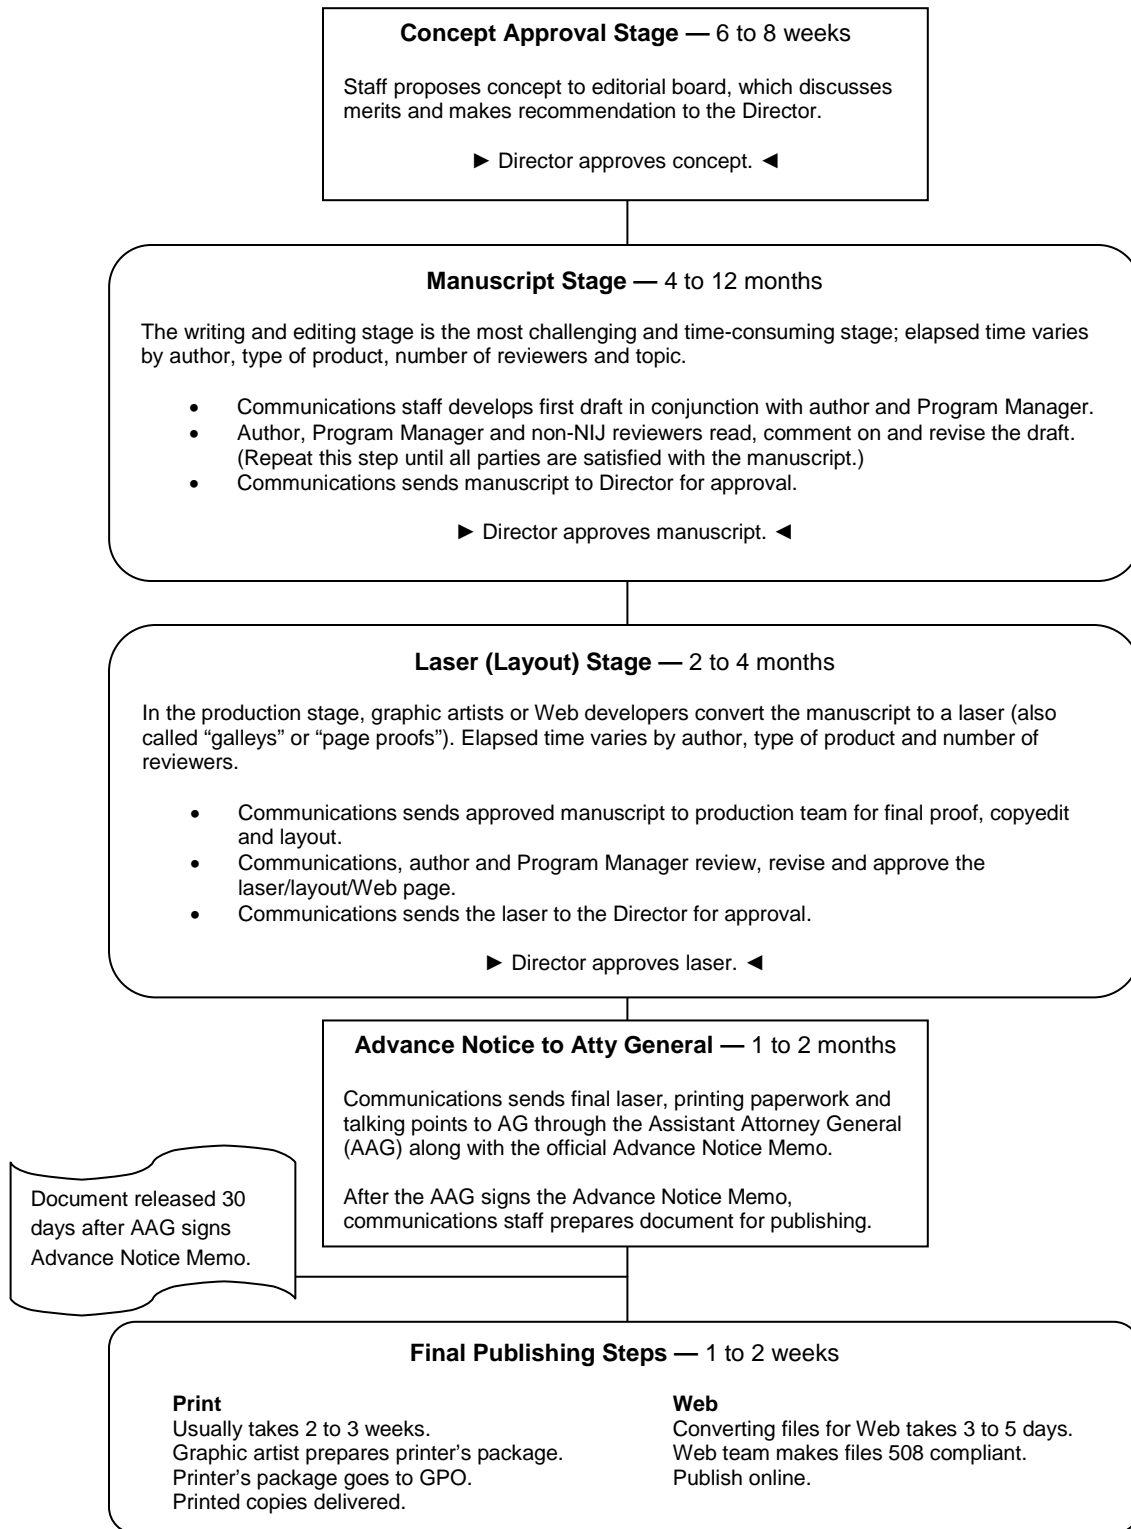 Concept Approval Stage — 6 to 8 weeks
Staff proposes concept to editorial board, which discusses
merits and makes recommendation to the Director.
► Director approves concept. ◄
Manuscript Stage — 4 to 12 months
The writing and editing stage is the most challenging and time-consuming stage; elapsed time varies
by author, type of product, number of reviewers and topic.
• Communications staff develops first draft in conjunction with author and Program Manager.
• Author, Program Manager and non-NIJ reviewers read, comment on and revise the draft.
(Repeat this step until all parties are satisfied with the manuscript.)
• Communications sends manuscript to Director for approval.
► Director approves manuscript. ◄
Laser (Layout) Stage — 2 to 4 months
In the production stage, graphic artists or Web developers convert the manuscript to a laser (also
called “galleys” or “page proofs”). Elapsed time varies by author, type of product and number of
reviewers.
• Communications sends approved manuscript to production team for final proof, copyedit
and layout.
• Communications, author and Program Manager review, revise and approve the
laser/layout/Web page.
• Communications sends the laser to the Director for approval.
► Director approves laser. ◄
Advance Notice to Atty General — 1 to 2 months
Communications sends final laser, printing paperwork and
talking points to AG through the Assistant Attorney General
(AAG) along with the official Advance Notice Memo.
After the AAG signs the Advance Notice Memo,
communications staff prepares document for publishing.
Document released 30
days after AAG signs
Advance Notice Memo.
Final Publishing Steps — 1 to 2 weeks
Print
Usually takes 2 to 3 weeks.
Graphic artist prepares printer’s package.
Printer’s package goes to GPO.
Printed copies delivered.
Web
Converting files for Web takes 3 to 5 days.
Web team makes files 508 compliant.
Publish online.